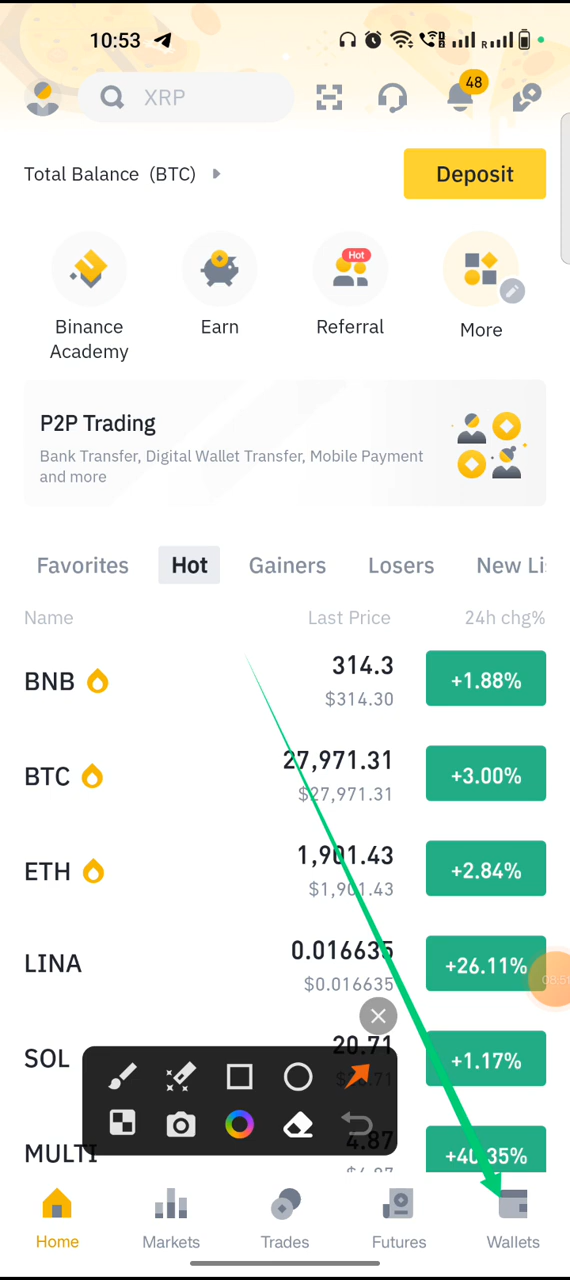 10:53
XRP
48
Total Balance (BTC)
Deposit
Hot
Binance
Academy
Earn
Referral
More
P2P Trading
Bank Transfer, Digital Wallet Transfer, Mobile Payment
and more
Favorites Hot Gainers Losers New Li
Name Last Price 24h chg%
BNB 314.3 +1.88%
$314.30
BTC 27,971.31 +3.00%
$27,971.31
ETH 1,901.43 +2.84%
$1,901.43
LINA 0.016635 +26.11%
$0.016635
SOL 20.71 +1.17%
MULTI 4.87 +40.35%
Home Markets Trades Futures Wallets